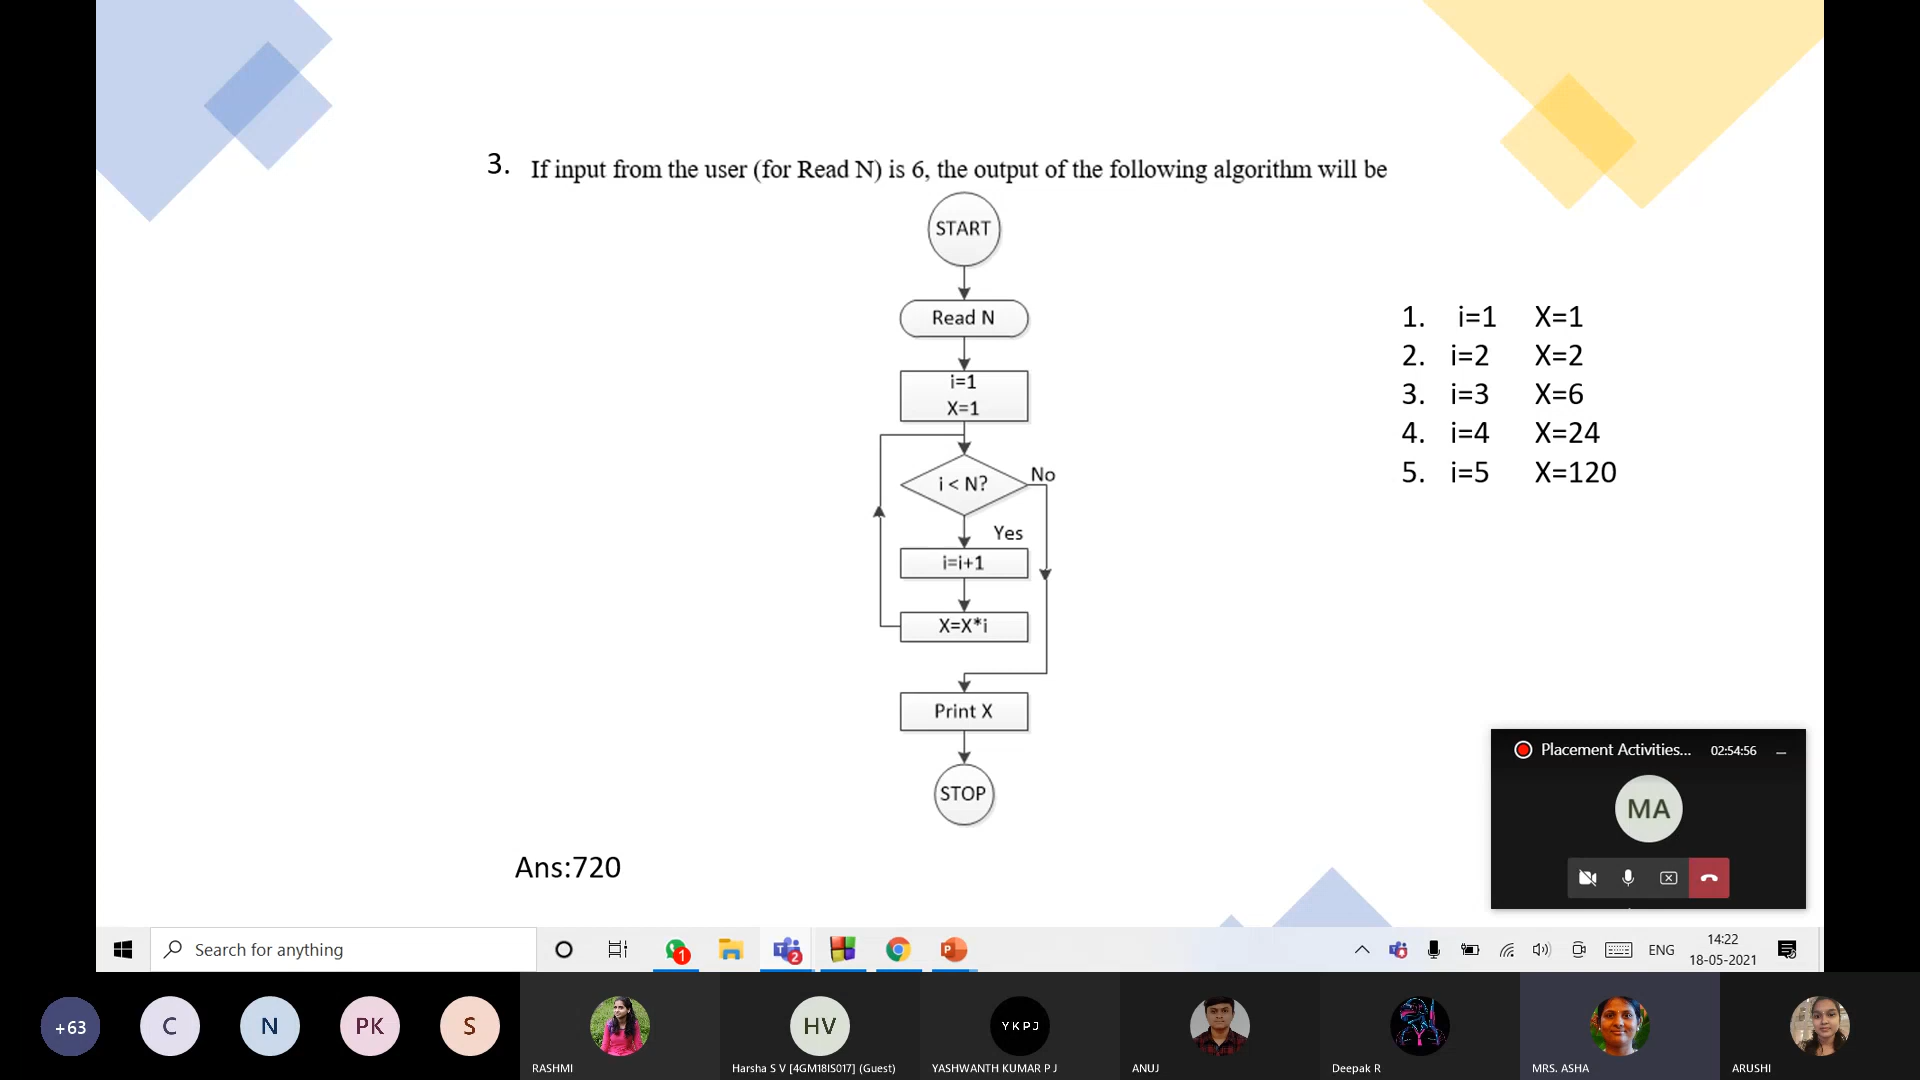 3. If input from the user (for Read N) is 6, the output of the following algorithm will be
START
Read N
i=1
X=1
i < N?
No
Yes
i=i+1
X=X*i
Print X
STOP
1. i=1 X=1
2. i=2 X=2
3. i=3 X=6
4. i=4 X=24
5. i=5 X=120
Ans:720
Placement Activities... 02:54:56
MA
Search for anything
1
2
ENG
14:22
18-05-2021
+63
C
N
PK
S
RASHMI
HV
Harsha S V [4GM18IS017] (Guest)
YKPJ
YASHWANTH KUMAR P J
ANUJ
Deepak R
MRS. ASHA
ARUSHI